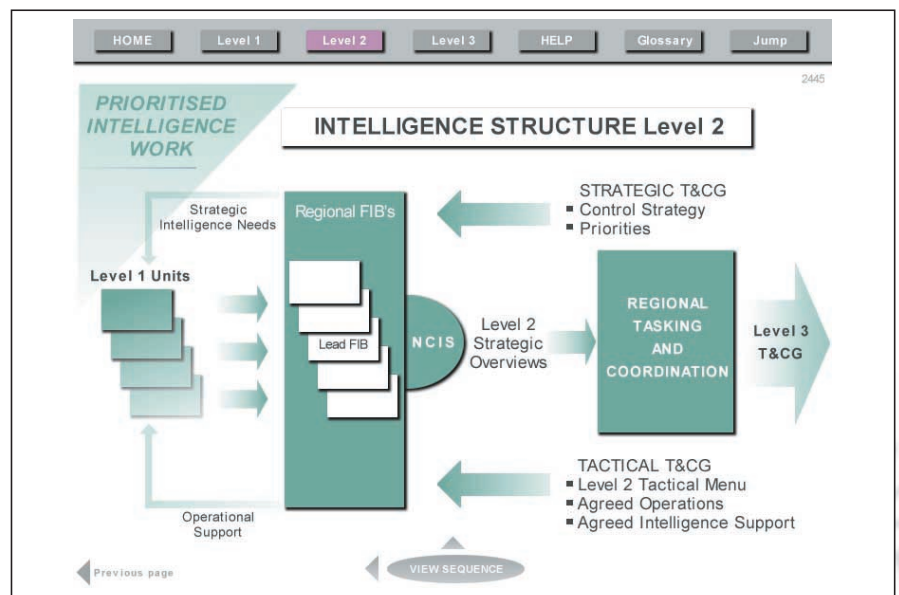 HOME Level 1 Level 2 Level 3 HELP Glossary Jump
2445
PRIORITISED
INTELLIGENCE
WORK
INTELLIGENCE STRUCTURE Level 2
Strategic
Intelligence Needs
Regional FIB's
STRATEGIC T&CG
▪ Control Strategy
▪ Priorities
Level 1 Units
Lead FIB
NCIS
Level 2
Strategic
Overviews
REGIONAL
TASKING
AND
COORDINATION
Level 3
T&CG
TACTICAL T&CG
▪ Level 2 Tactical Menu
▪ Agreed Operations
▪ Agreed Intelligence Support
Operational
Support
Previous page
VIEW SEQUENCE